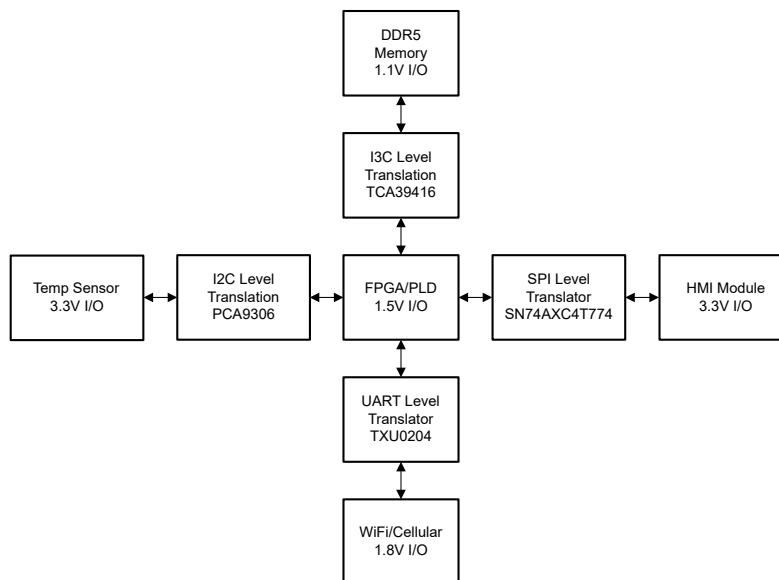 DDR5
Memory
1.1V I/O
I3C Level
Translation
TCA39416
Temp Sensor
3.3V I/O
I2C Level
Translation
PCA9306
FPGA/PLD
1.5V I/O
SPI Level
Translator
SN74AXC4T774
HMI Module
3.3V I/O
UART Level
Translator
TXU0204
WiFi/Cellular
1.8V I/O